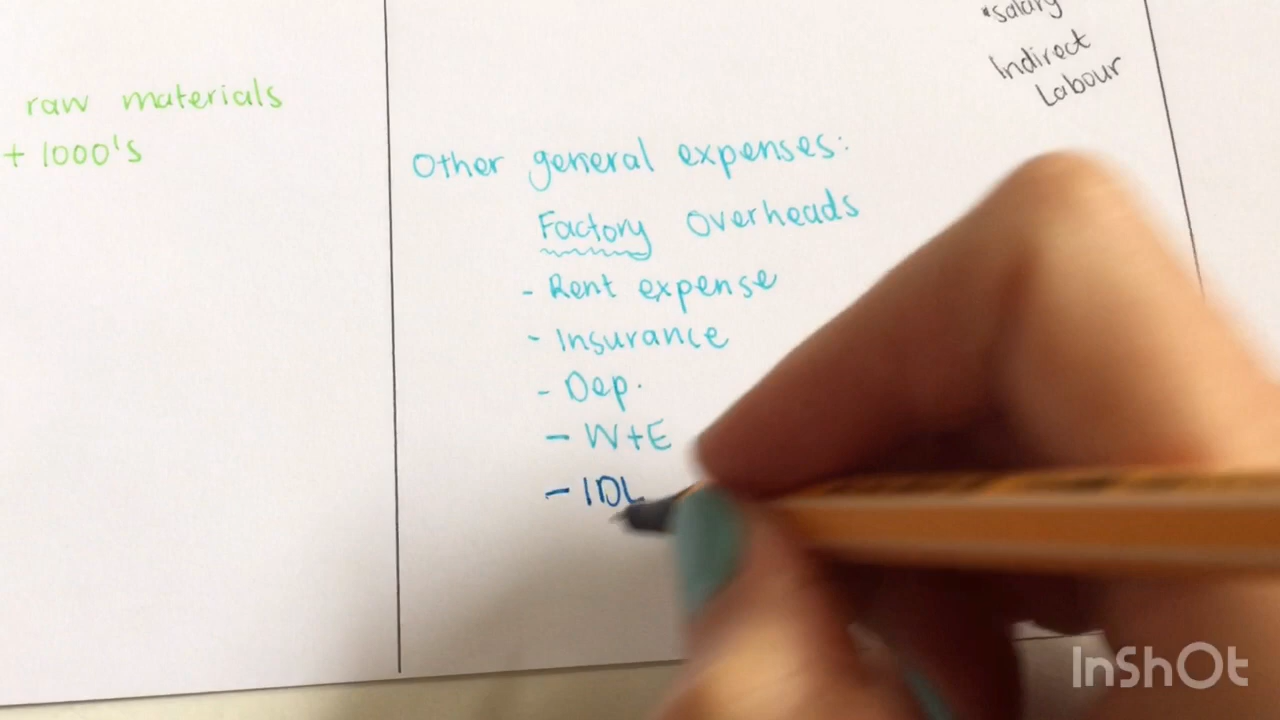 raw materials
+ 1000's
*salary
Indirect
Labour
Other general expenses:
Factory overheads
- Rent expense
- Insurance
- Dep.
- W+E
- IDL
InShOt